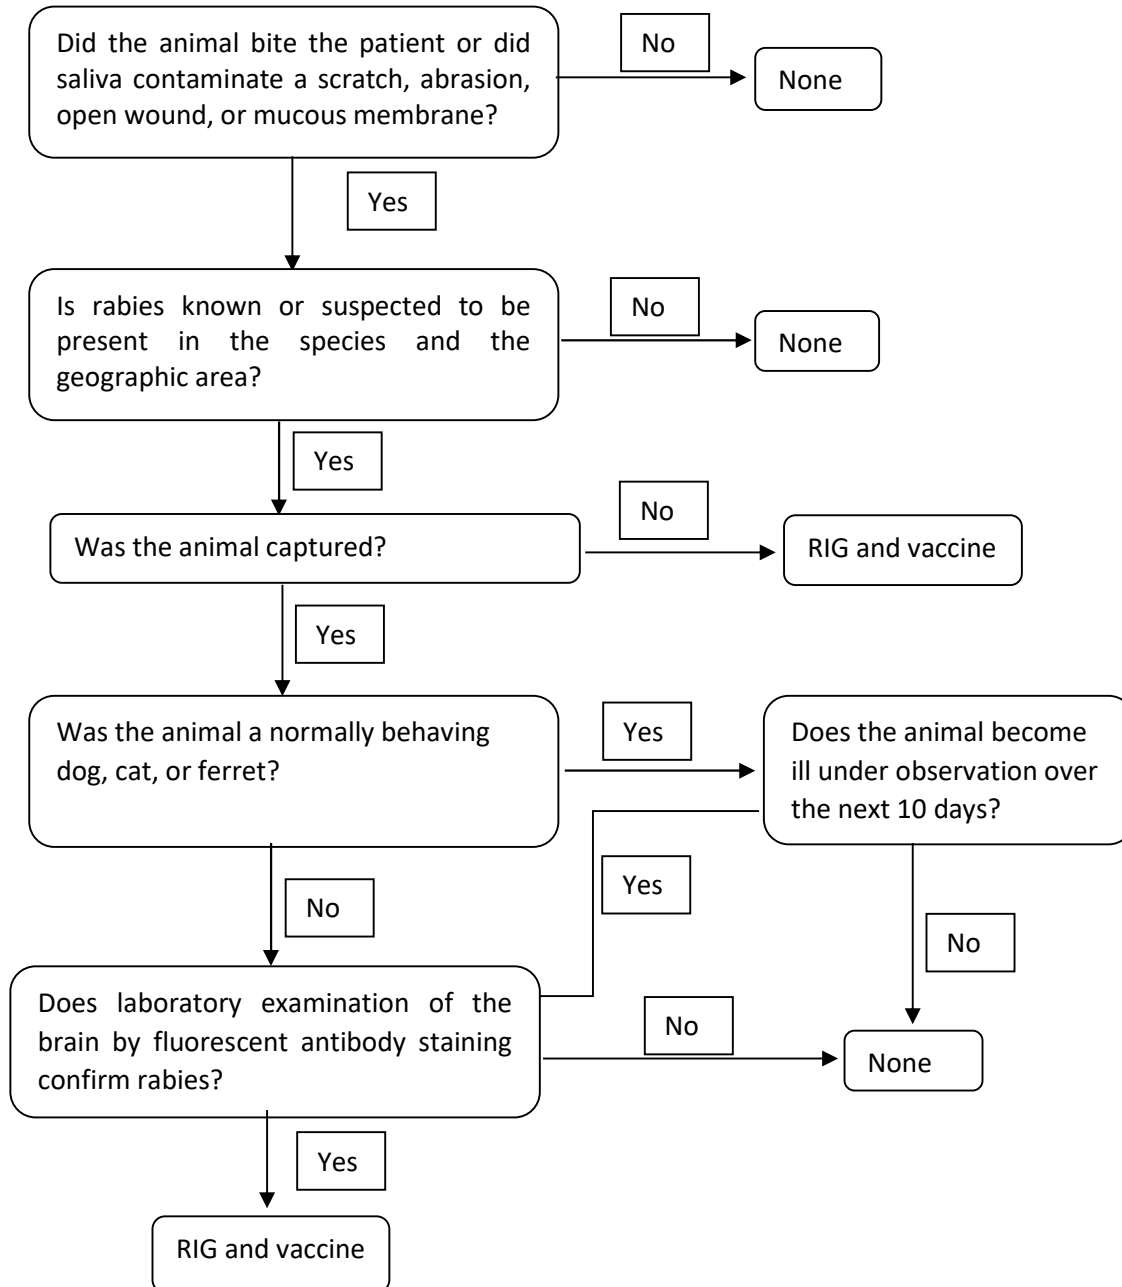 Did the animal bite the patient or did
saliva contaminate a scratch, abrasion,
open wound, or mucous membrane?
No
None
Yes
Is rabies known or suspected to be
present in the species and the
geographic area?
No
None
Yes
Was the animal captured?
No
RIG and vaccine
Yes
Was the animal a normally behaving
dog, cat, or ferret?
Yes
Does the animal become
ill under observation over
the next 10 days?
Yes
No
No
Does laboratory examination of the
brain by fluorescent antibody staining
confirm rabies?
No
None
Yes
RIG and vaccine